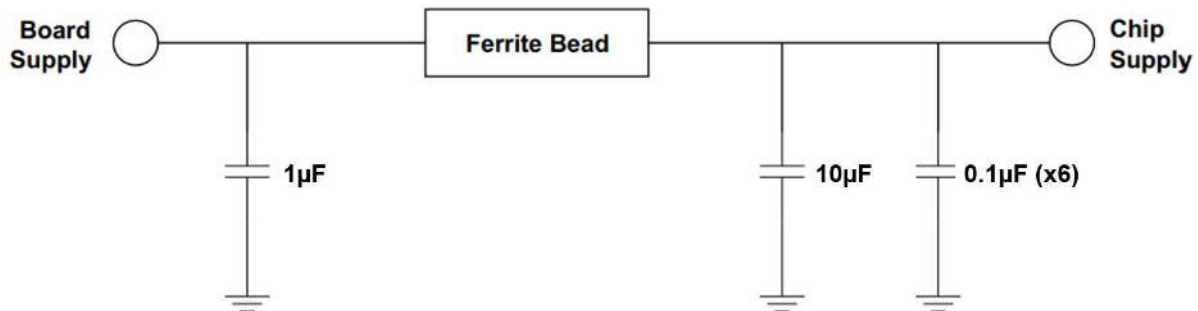 Board
Supply
Ferrite Bead
Chip
Supply
1µF
10µF
0.1µF (x6)